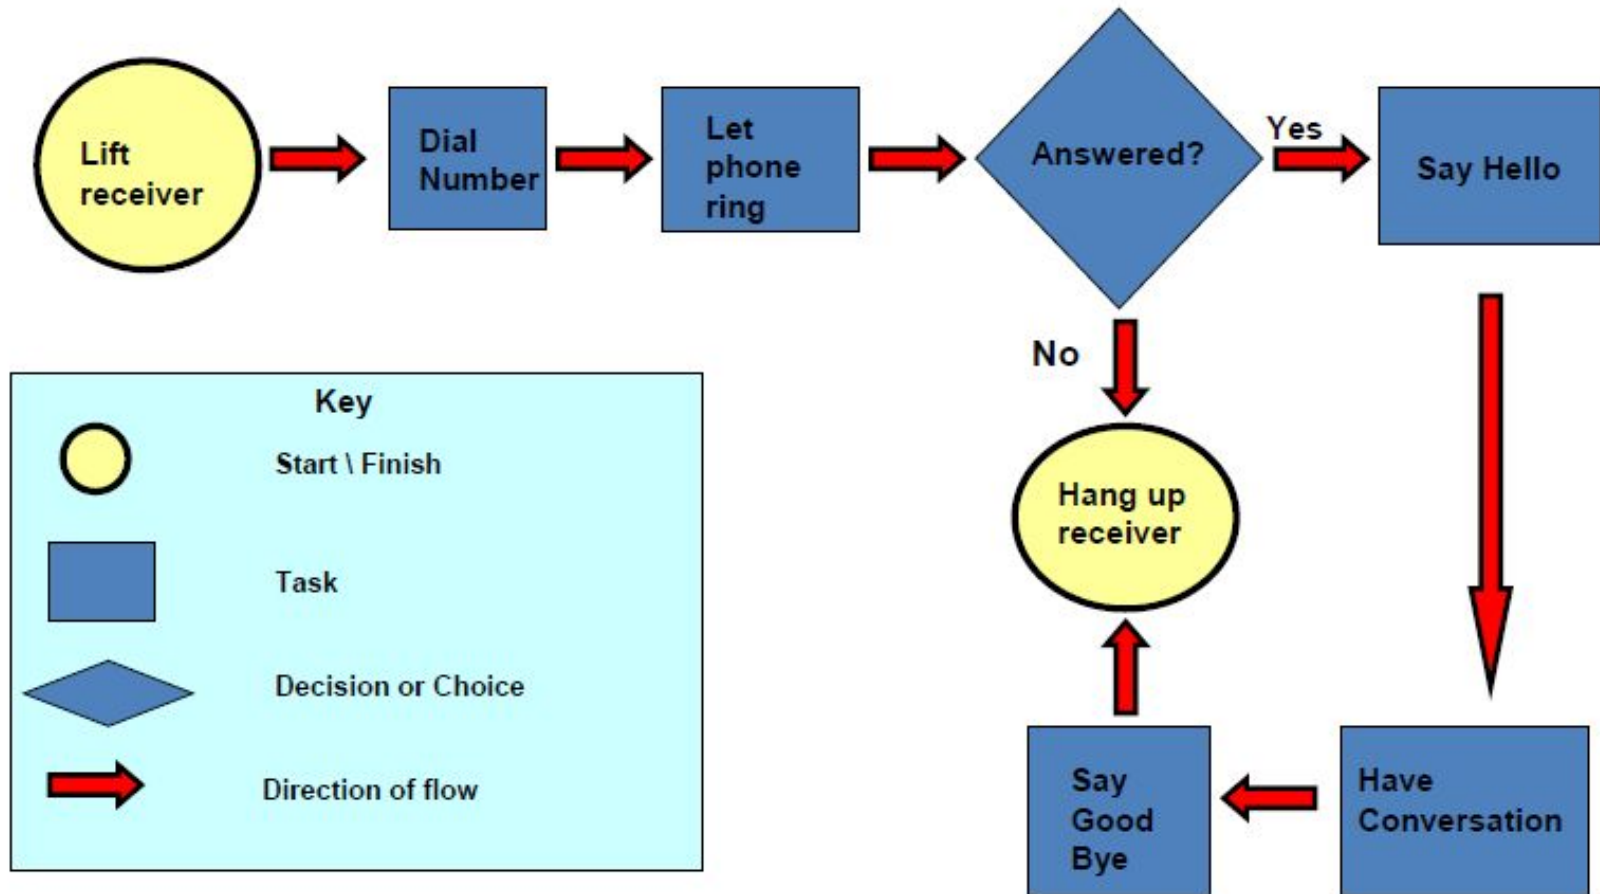 Lift
receiver
Dial
Number
Let
phone
ring
Answered?
Yes
Say Hello
No
Hang up
receiver
Have
Conversation
Say
Good
Bye
Key
Start \ Finish
Task
Decision or Choice
Direction of flow